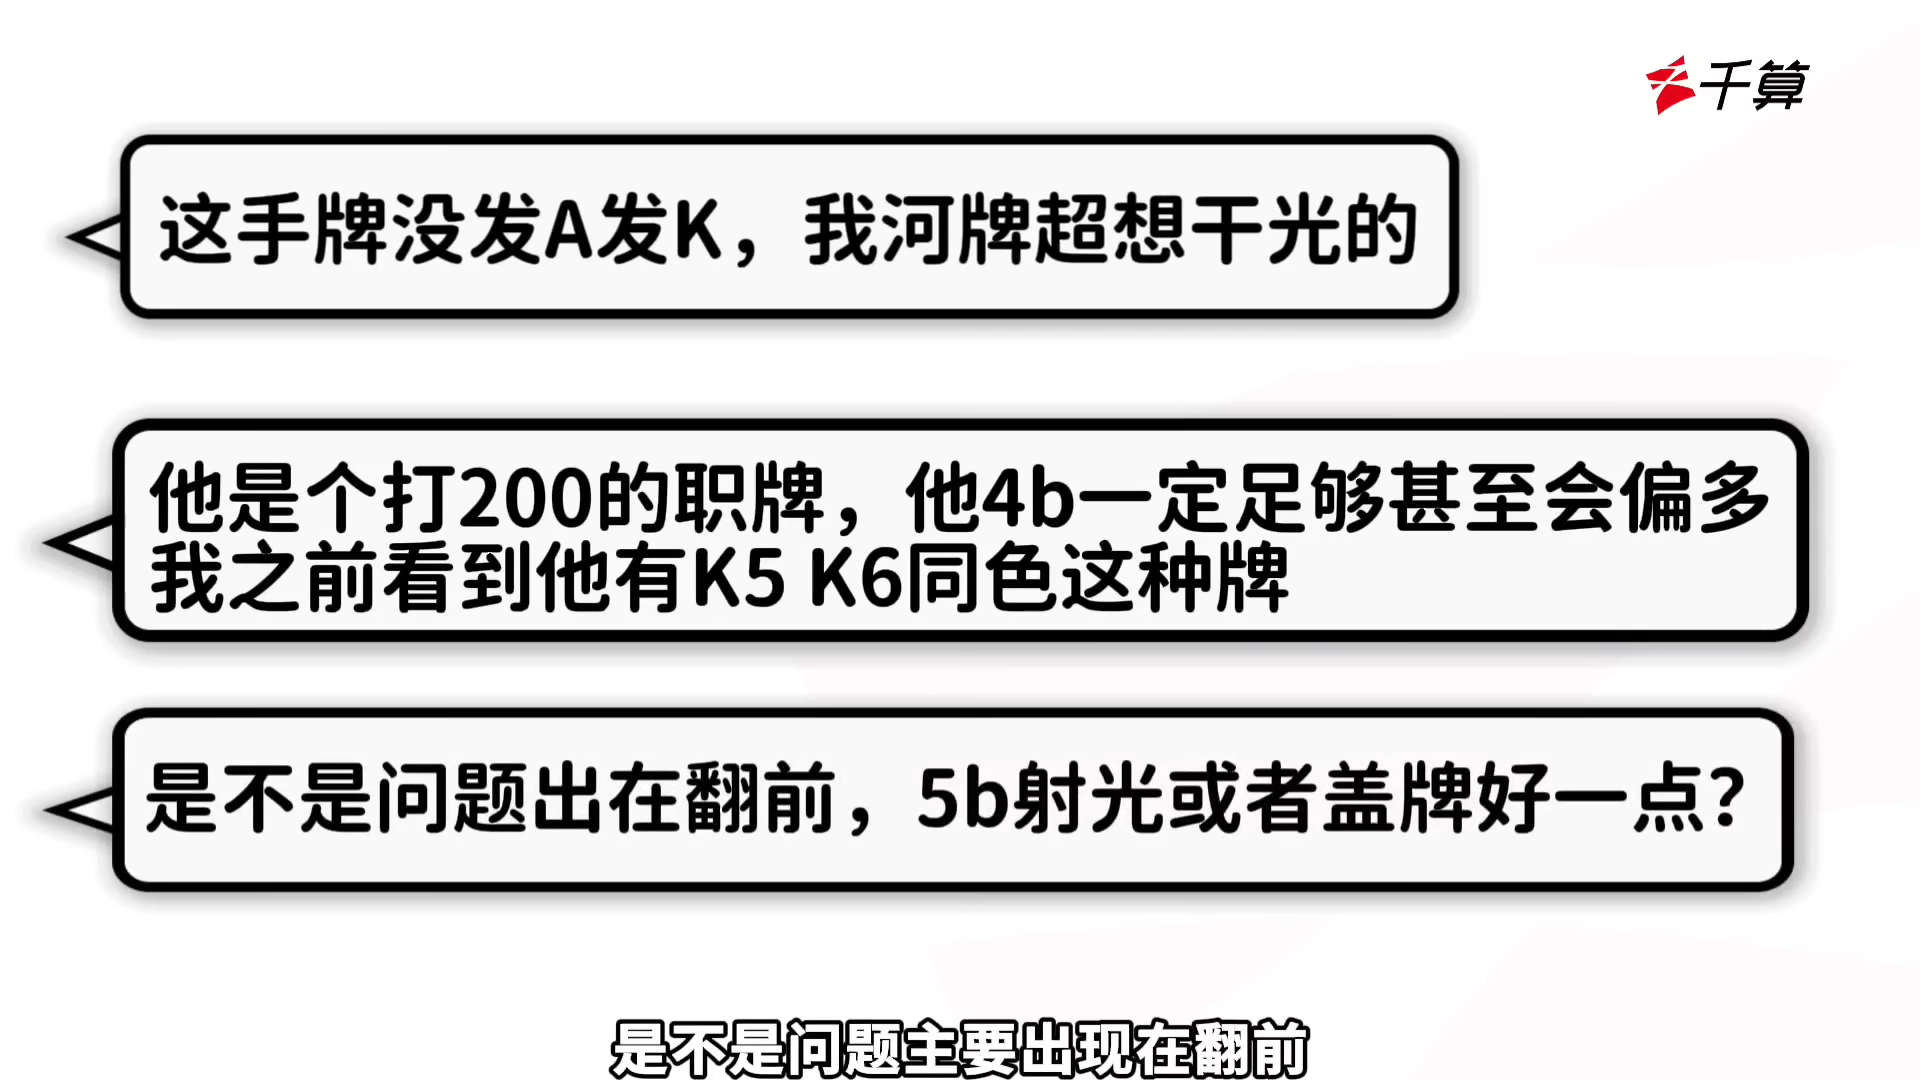 千算
这手牌没发A发K，我河牌超想干光的
他是个打200的职牌，他4b一定足够甚至会偏多
我之前看到他有K5 K6同色这种牌
是不是问题出在翻前，5b射光或者盖牌好一点？
是不是问题主要出现在翻前